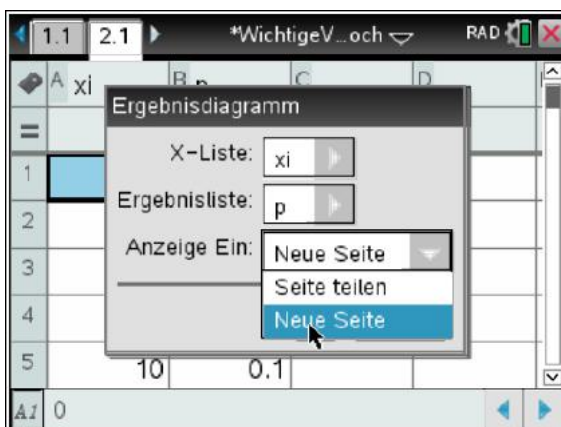 1.1 2.1 *WichtigeV...och RAD
A xi B C D
=
Ergebnisdiagramm
X-Liste: xi
Ergebnisliste: p
Anzeige Ein: Neue Seite
Seite teilen
Neue Seite
1
2
3
4
5 10 0.1
A1 0